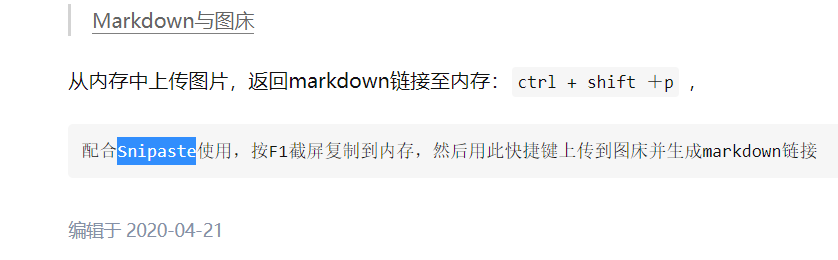 Markdown与图床
从内存中上传图片，返回markdown链接至内存：ctrl + shift ＋p ，
配合Snipaste使用，按F1截屏复制到内存，然后用此快捷键上传到图床并生成markdown链接
编辑于 2020-04-21